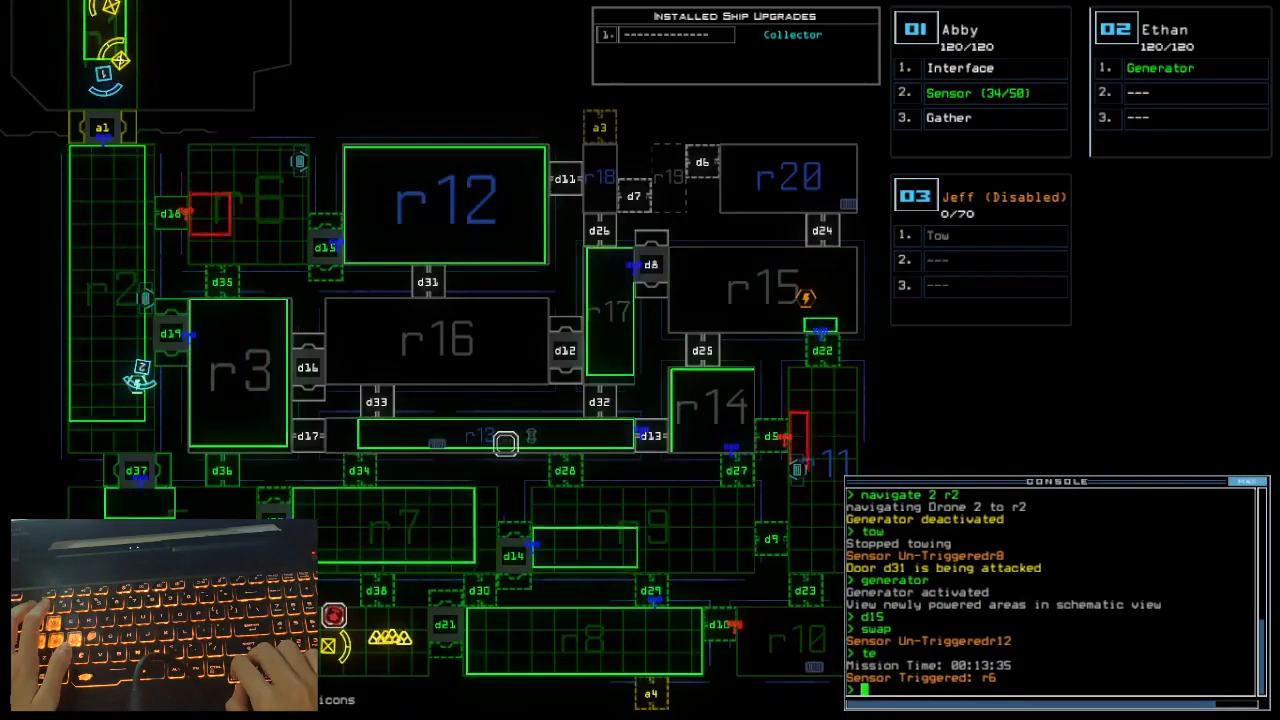 INSTALLED SHIP UPGRADES
1. ------------- Collector
01 Abby
120/120
1. Interface
2. Sensor (34/50)
3. Gather
02 Ethan
120/120
1. Generator
2. ---
3. ---
03 Jeff (Disabled)
0/70
1. Tow
2. ---
3. ---
1
a1
a3
r6
d18
d15
d35
r12
d11
r18
d7
r19
d6
r20
d26
d8
d24
r2
d19
r3
d16
d31
r16
d12
r17
r15
d25
d22
2
d33
d32
d17
r13
d13
r14
d5
11
d37
d36
d34
d28
d27
r7
d14
r9
d9
d38
d30
d29
d23
d21
r8
d10
r10
a4
icons
CONSOLE
> navigate 2 r2
navigating Drone 2 to r2
Generator deactivated
> tow
Stopped towing
Sensor Un-Triggeredr8
Door d31 is being attacked
> generator
Generator activated
View newly powered areas in schematic view
> d15
> swap
Sensor Un-Triggeredr12
> te
Mission Time: 00:13:35
Sensor Triggered: r6
>